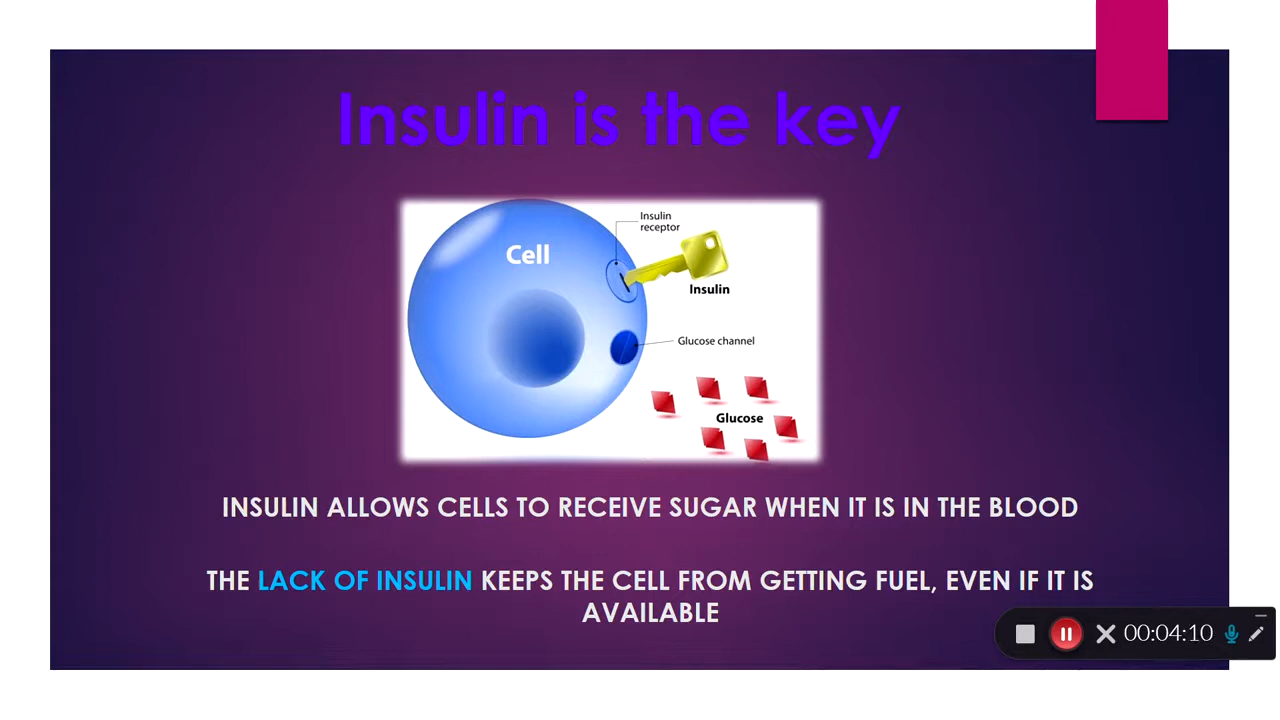 Insulin is the key
Insulin
receptor
Cell
Insulin
Glucose channel
Glucose
INSULIN ALLOWS CELLS TO RECEIVE SUGAR WHEN IT IS IN THE BLOOD
THE LACK OF INSULIN KEEPS THE CELL FROM GETTING FUEL, EVEN IF IT IS
AVAILABLE
00:04:10